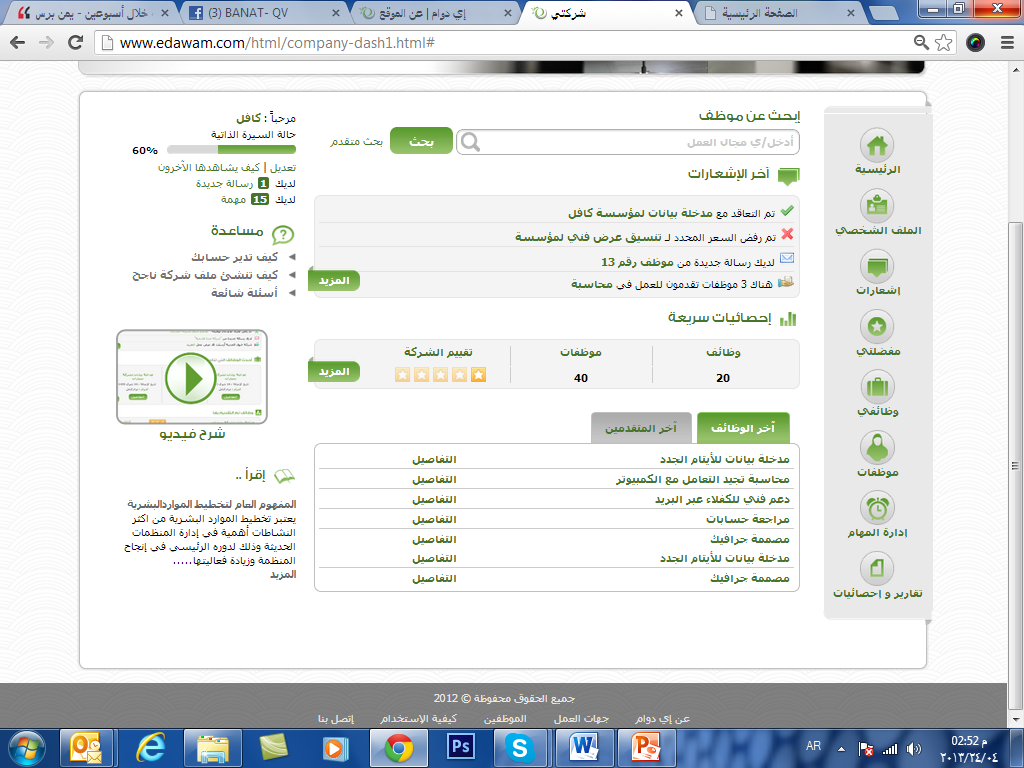 خلال أسبوعين - يمن برس
(3) BANAT- QV
إي دوام | عن الموقع
شركتي
الصفحة الرئيسية
www.edawam.com/html/company-dash1.html#
الرئيسية
الملف الشخصي
إشعارات
مفضلتي
وظائفي
موظفات
إدارة المهام
تقارير و إحصائيات
إبحث عن موظف
أدخل/ي مجال العمل
بحث
بحث متقدم
آخر الإشعارات
تم التعاقد مع مدخلة بيانات لمؤسسة كافل
تم رفض السعر المحدد لـ تنسيق عرض فني لمؤسسة
لديك رسالة جديدة من موظف رقم 13
هناك 3 موظفات تقدمون للعمل في محاسبة
المزيد
إحصائيات سريعة
وظائف
موظفات
تقييم الشركة
20
40
المزيد
آخر الوظائف
آخر المتقدمين
مدخلة بيانات للأيتام الجدد التفاصيل
محاسبة تجيد التعامل مع الكمبيوتر التفاصيل
دعم فني للكفلاء عبر البريد التفاصيل
مراجعة حسابات التفاصيل
مصممة جرافيك التفاصيل
مدخلة بيانات للأيتام الجدد التفاصيل
مصممة جرافيك التفاصيل
مرحباً : كافل
حالة السيرة الذاتية
60%
تعديل | كيف يشاهدها الآخرون
لديك 1 رسالة جديدة
لديك 15 مهمة
مساعدة
كيف تدير حسابك
كيف تنشئ ملف شركة ناجح
أسئلة شائعة
شرح فيديو
إقرأ ..
المفهوم العام لتخطيط المواردالبشرية
يعتبر تخطيط الموارد البشرية من اكثر
النشاطات أهمية في إدارة المنظمات
الحديثة وذلك لدوره الرئيسي في إنجاح
المنظمة وزيادة فعاليتها.....
المزيد
جميع الحقوق محفوظة © 2012
عن إي دوام
جهات العمل
الموظفين
كيفية الإستخدام
إتصل بنا
AR
02:52 م
٢٠١٣/٢٤/٠٤